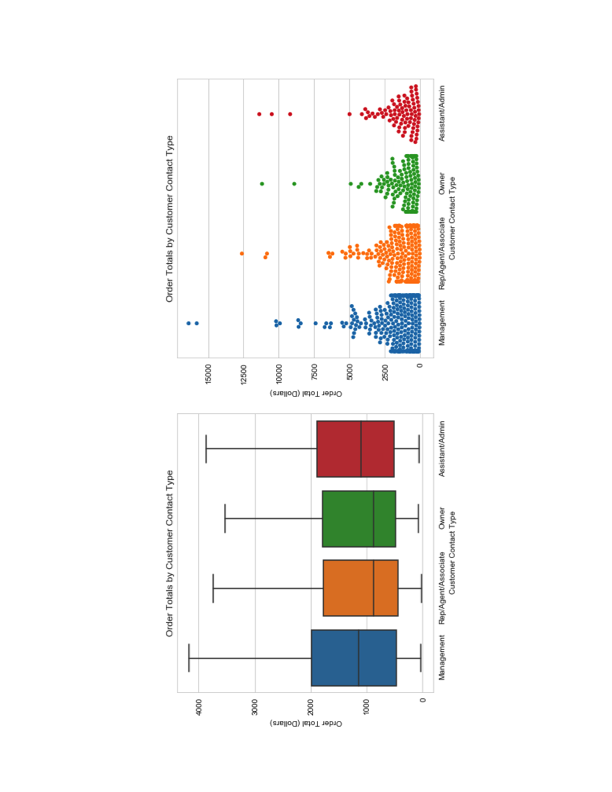 Order Totals by Customer Contact Type
Order Total (Dollars)
15000
12500
10000
7500
5000
2500
0
Management
Rep/Agent/Associate
Owner
Assistant/Admin
Customer Contact Type
Order Totals by Customer Contact Type
Order Total (Dollars)
4000
3000
2000
1000
0
Management
Rep/Agent/Associate
Owner
Assistant/Admin
Customer Contact Type